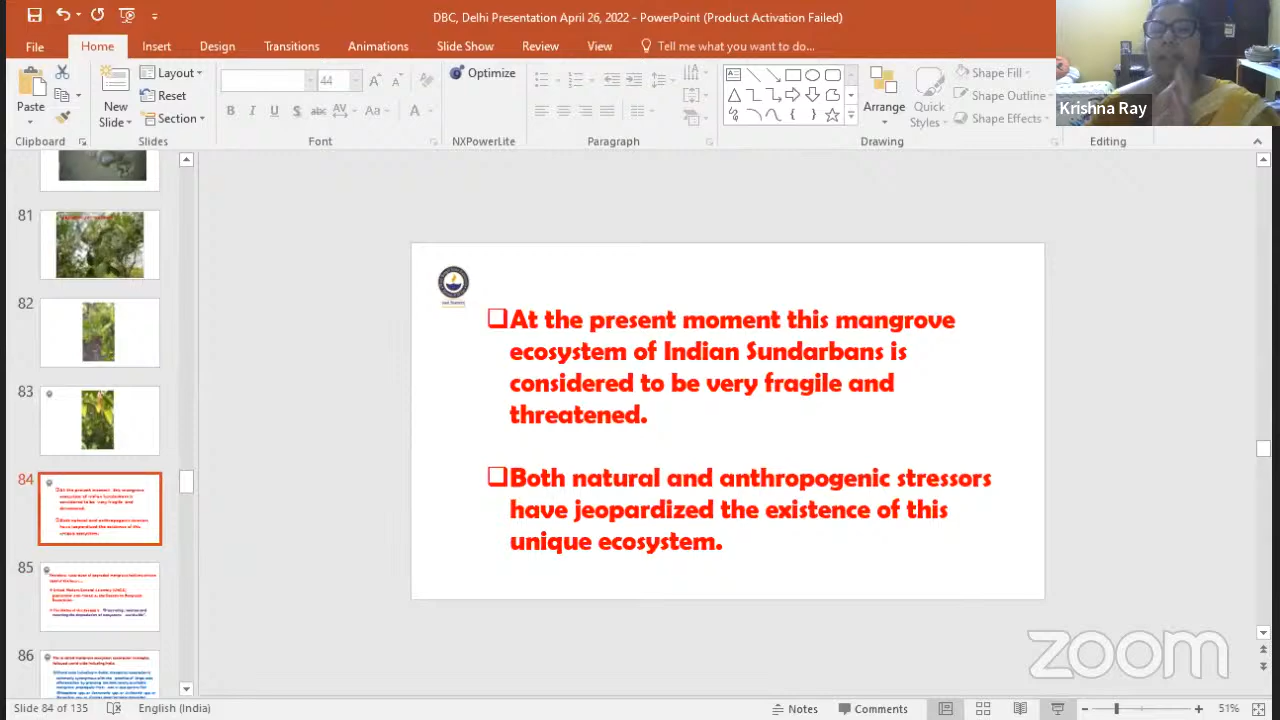 DBC, Delhi Presentation April 26, 2022 - PowerPoint (Product Activation Failed)
File Home Insert Design Transitions Animations Slide Show Review View Tell me what you want to do...
Paste
New
Slide
Layout
Reset
Section
44
B I U S abc AV Aa A
Optimize
Arrange
Quick
Styles
Shape Fill
Shape Outline
Shape Effects
Krishna Ray
Clipboard Slides Font NXPowerLite Paragraph Drawing Editing
81
82
83
84
85
86
❑At the present moment this mangrove
ecosystem of Indian Sundarbans is
considered to be very fragile and
threatened.
❑Both natural and anthropogenic stresses
have jeopardized the existence of this
unique ecosystem.
zoom
Slide 84 of 135 English (India) Notes Comments 51%